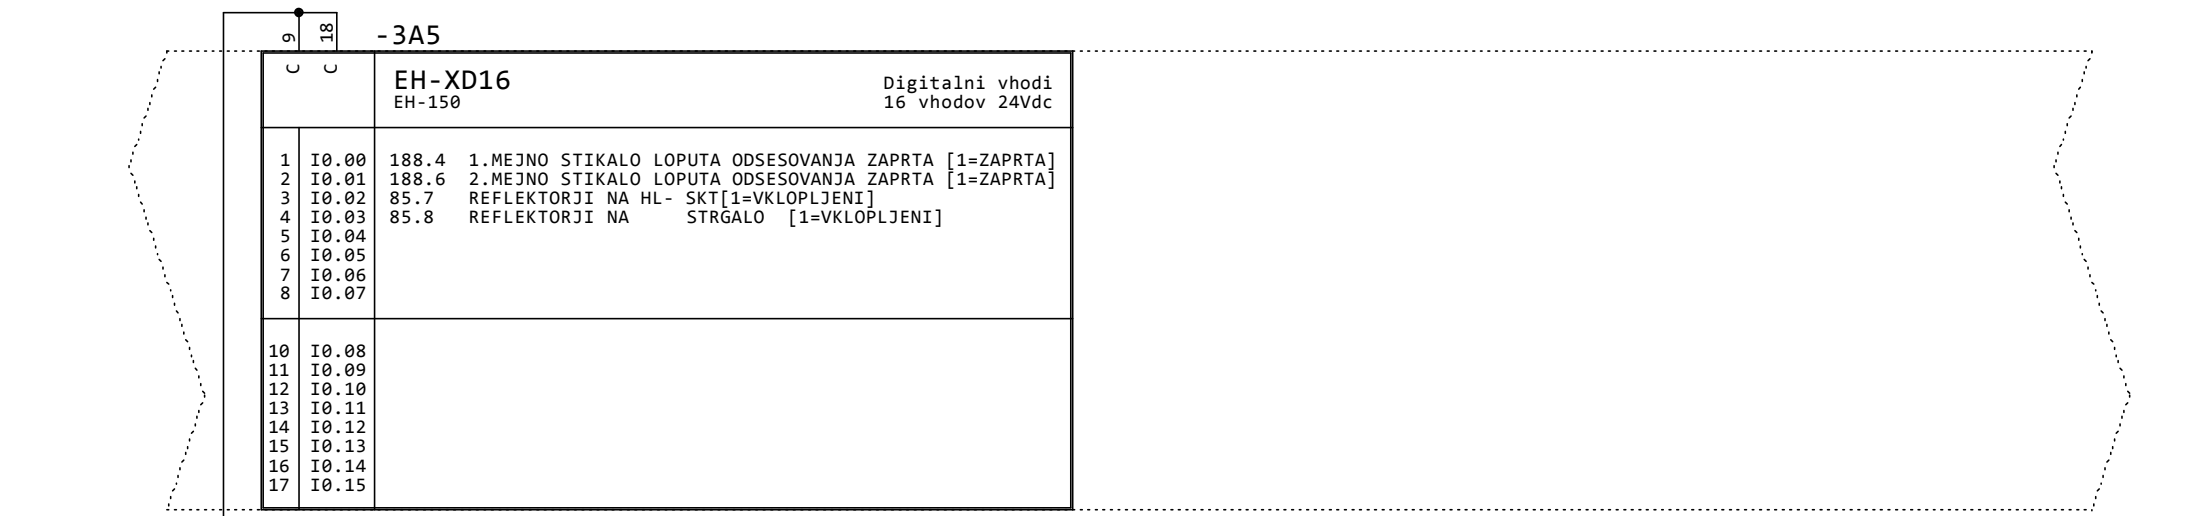 9 18 -3A5
C C
EH-XD16 Digitalni vhodi
EH-150 16 vhodov 24Vdc
1 I0.00 188.4 1.MEJNO STIKALO LOPUTA ODSESOVANJA ZAPRTA [1=ZAPRTA]
2 I0.01 188.6 2.MEJNO STIKALO LOPUTA ODSESOVANJA ZAPRTA [1=ZAPRTA]
3 I0.02 85.7 REFLEKTORJI NA HL- SKT[1=VKLOPLJENI]
4 I0.03 85.8 REFLEKTORJI NA STRGALO [1=VKLOPLJENI]
5 I0.04
6 I0.05
7 I0.06
8 I0.07
10 I0.08
11 I0.09
12 I0.10
13 I0.11
14 I0.12
15 I0.13
16 I0.14
17 I0.15